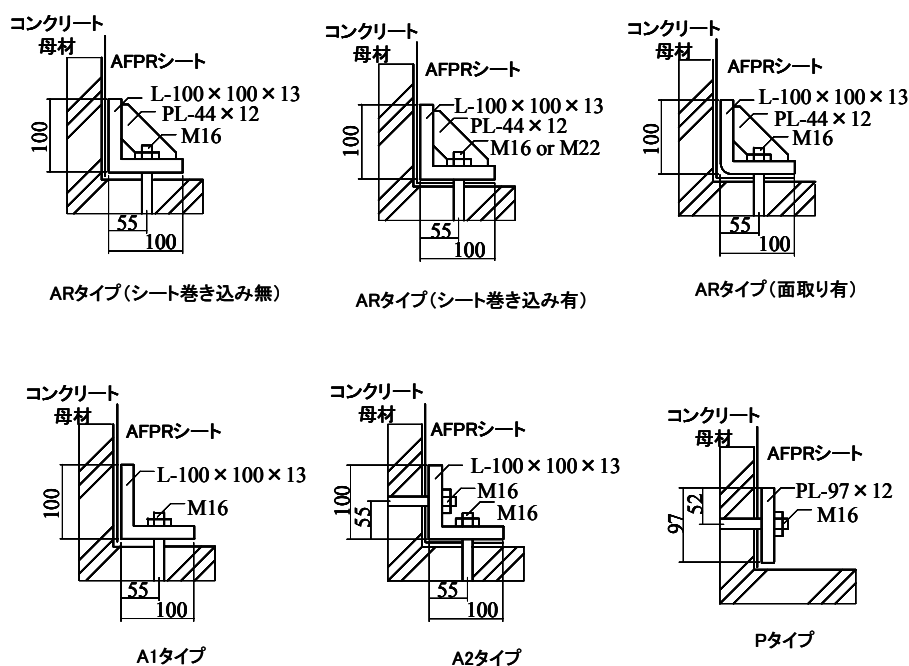 コンクリート
母材
AFPRシート
L-100×100×13
PL-44×12
M16
100
55
100
ARタイプ(シート巻き込み無)
コンクリート
母材
AFPRシート
L-100×100×13
PL-44×12
M16 or M22
100
55
100
ARタイプ(シート巻き込み有)
コンクリート
母材
AFPRシート
L-100×100×13
PL-44×12
M16
100
55
100
ARタイプ(面取り有)
コンクリート
母材
AFPRシート
L-100×100×13
M16
100
55
100
A1タイプ
コンクリート
母材
AFPRシート
L-100×100×13
M16
M16
100
55
55
100
A2タイプ
コンクリート
母材
AFPRシート
PL-97×12
M16
52
97
Pタイプ